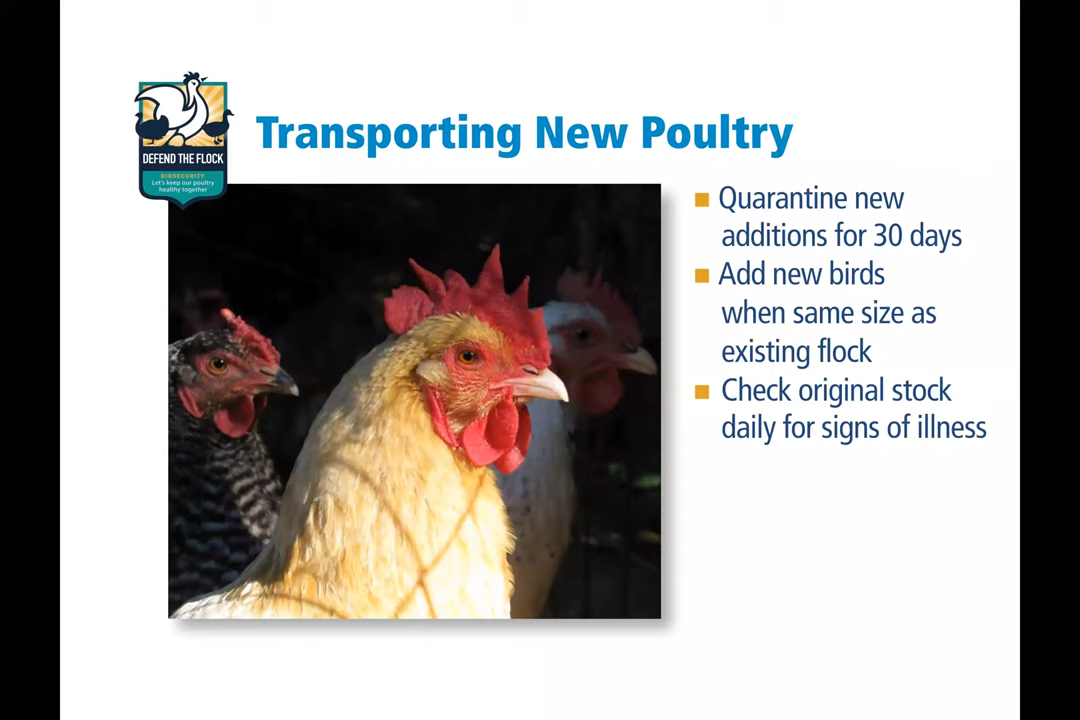 Transporting New Poultry
DEFEND THE FLOCK
BIOSECURITY
Let's keep our poultry
healthy together
■ Quarantine new
additions for 30 days
■ Add new birds
when same size as
existing flock
■ Check original stock
daily for signs of illness